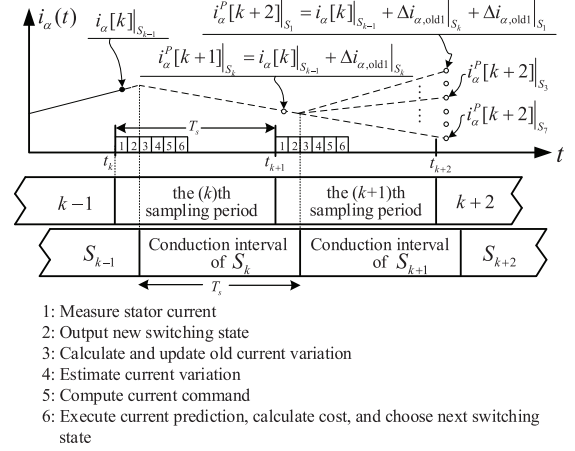 iα(t)
iα[k]|Sk−1
iα^P[k+2]|S1 = iα[k]|Sk−1 + Δiα,old1|Sk + Δiα,old1|S1
iα^P[k+1]|Sk = iα[k]|Sk−1 + Δiα,old1|Sk
iα^P[k+2]|S3
iα^P[k+2]|S7
Ts
1 2 3 4 5 6
1 2 3 4 5 6
tk
tk+1
tk+2
t
k−1
the (k)th
sampling period
the (k+1)th
sampling period
k+2
Sk−1
Conduction interval
of Sk
Conduction interval
of Sk+1
Sk+2
Ts
1: Measure stator current
2: Output new switching state
3: Calculate and update old current variation
4: Estimate current variation
5: Compute current command
6: Execute current prediction, calculate cost, and choose next switching
state